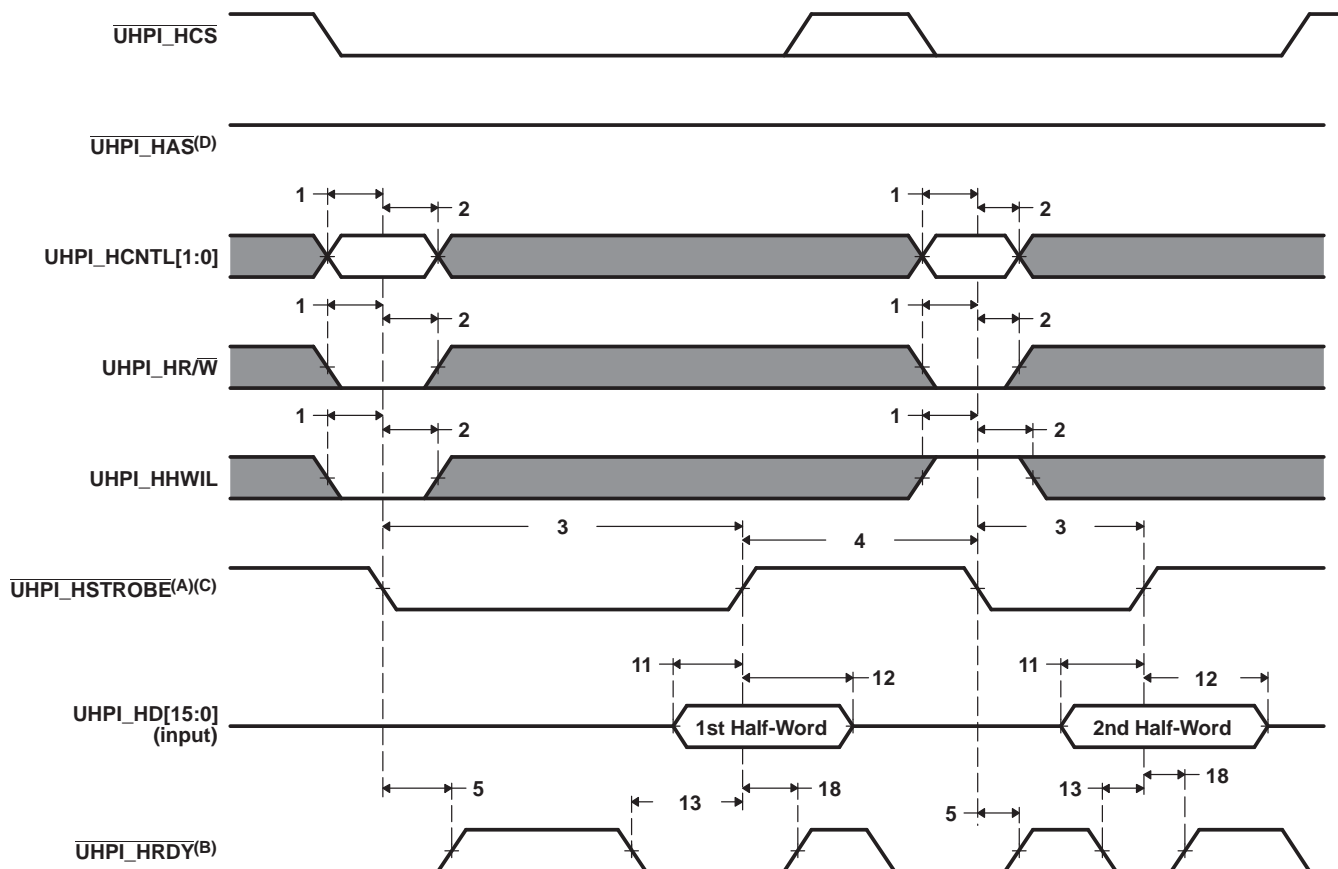 UHPI_HCS
UHPI_HAS(D)
1 2 1 2
UHPI_HCNTL[1:0]
1 2 1 2
UHPI_HR/W
1 2 1 2
UHPI_HHWIL
3 4 3
UHPI_HSTROBE(A)(C)
11 12 11 12
UHPI_HD[15:0]
(input)
1st Half-Word 2nd Half-Word
5 13 18 5 13 18
UHPI_HRDY(B)